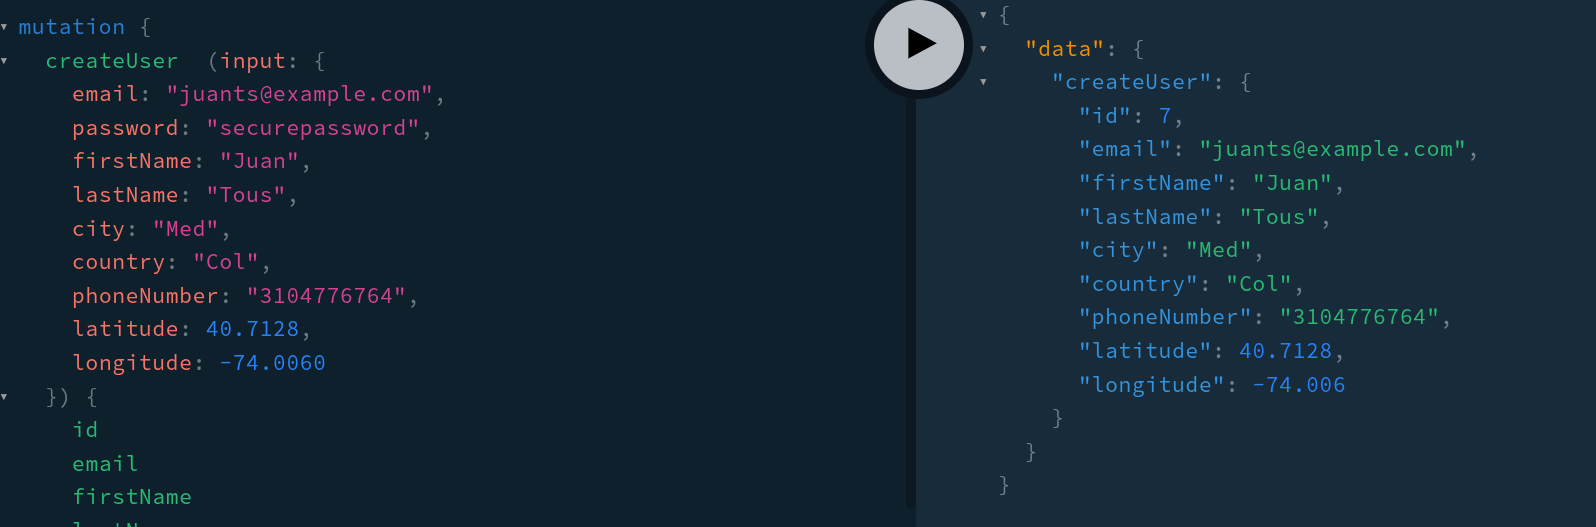 mutation {
createUser  (input: {
email: "juants@example.com",
password: "securepassword",
firstName: "Juan",
lastName: "Tous",
city: "Med",
country: "Col",
phoneNumber: "3104776764",
latitude: 40.7128,
longitude: -74.0060
}) {
id
email
firstName
{
"data": {
"createUser": {
"id": 7,
"email": "juants@example.com",
"firstName": "Juan",
"lastName": "Tous",
"city": "Med",
"country": "Col",
"phoneNumber": "3104776764",
"latitude": 40.7128,
"longitude": -74.006
}
}
}